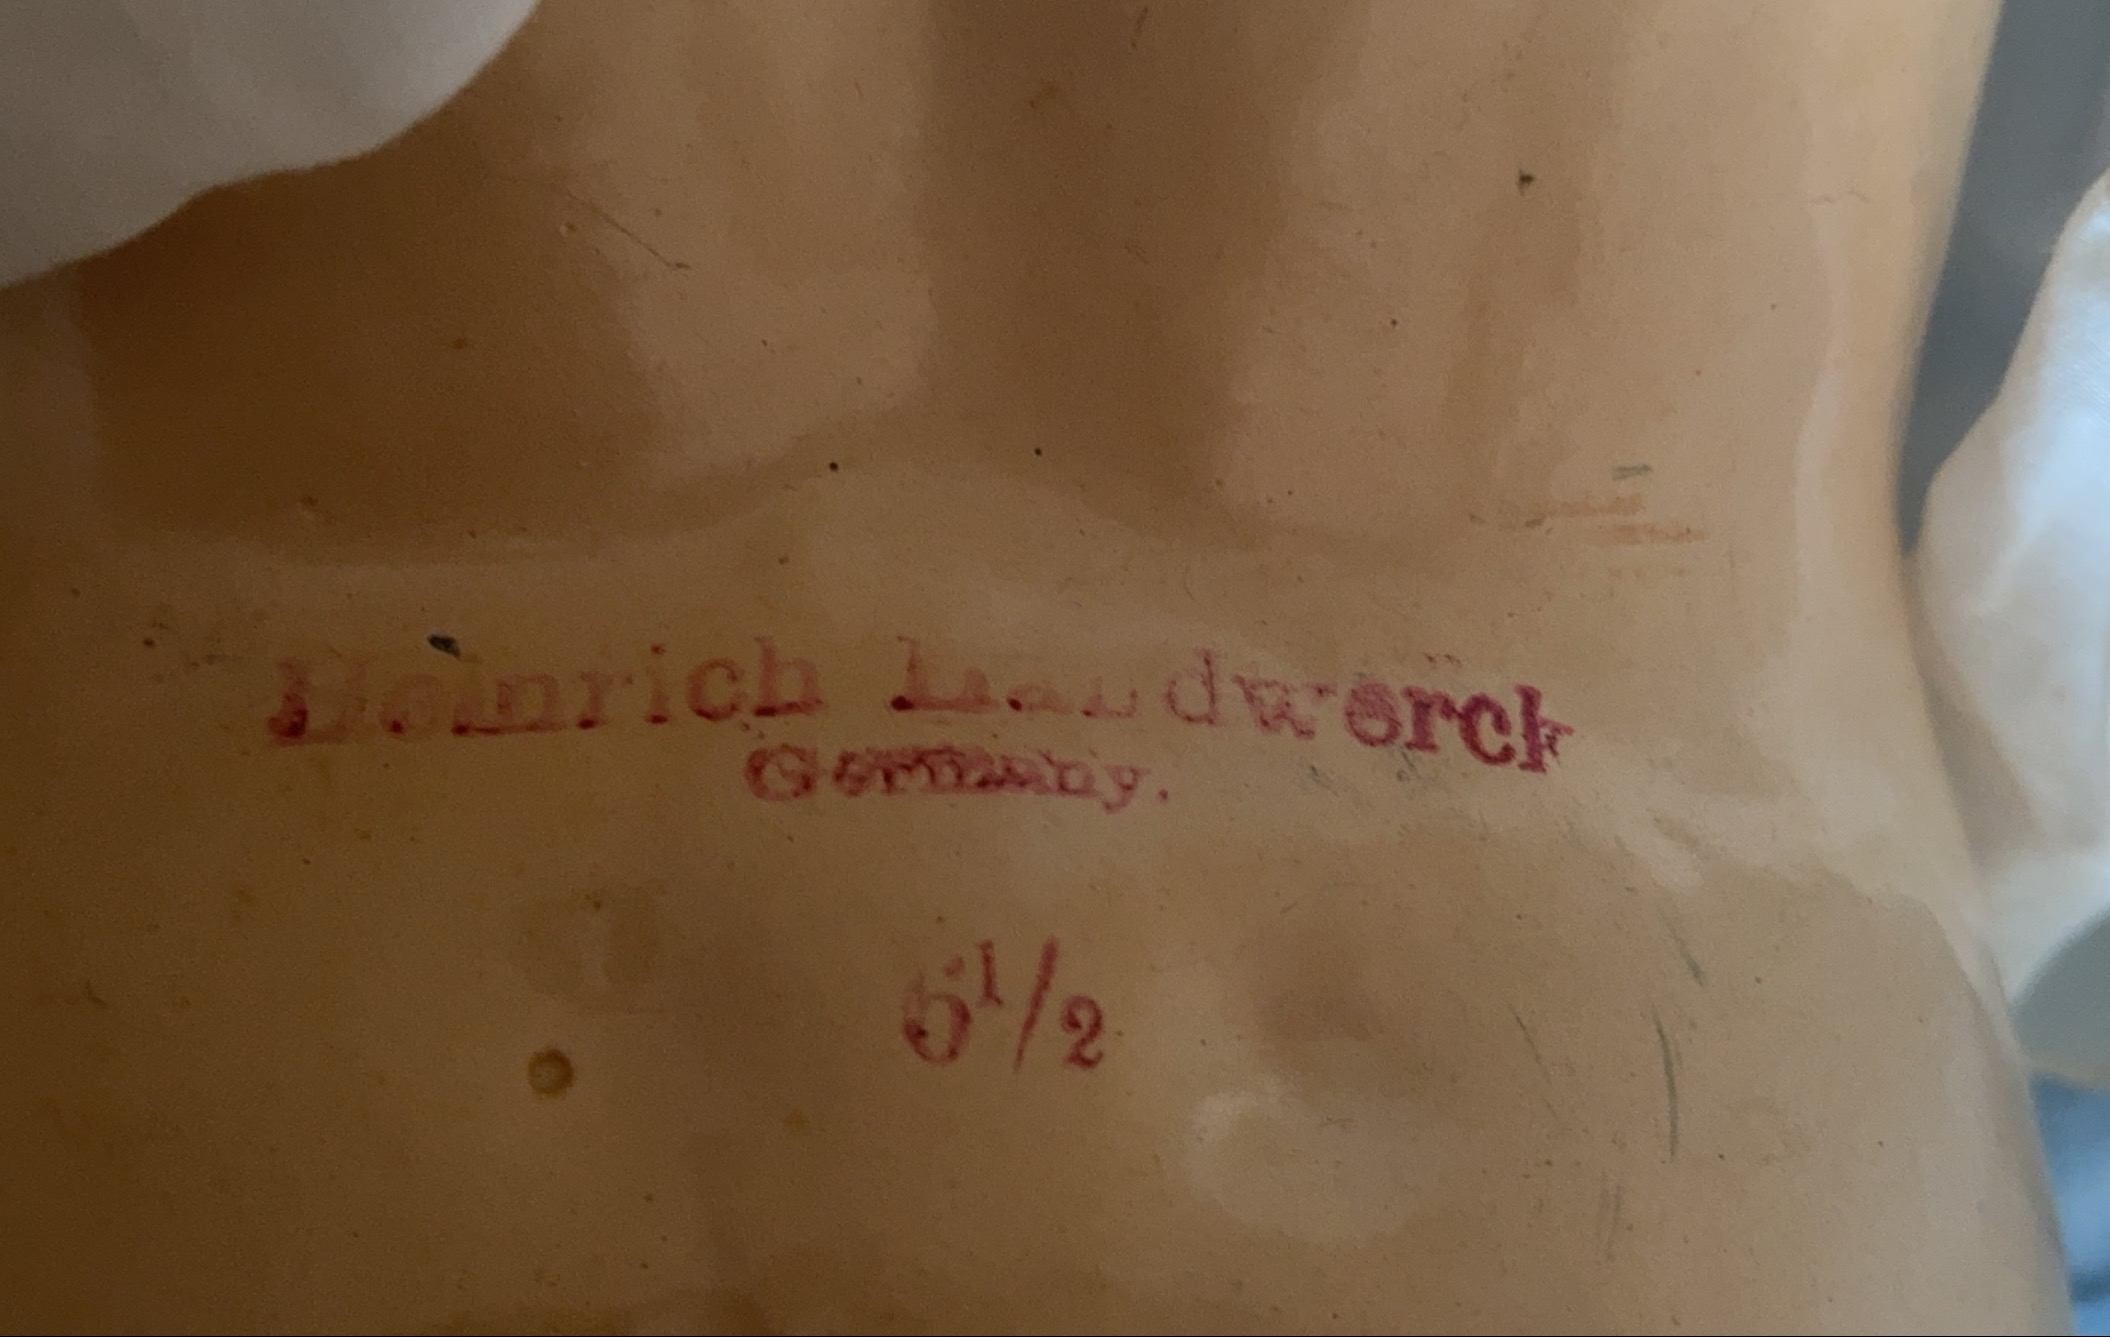 Heinrich Handwerck
Germany.
5 1/2